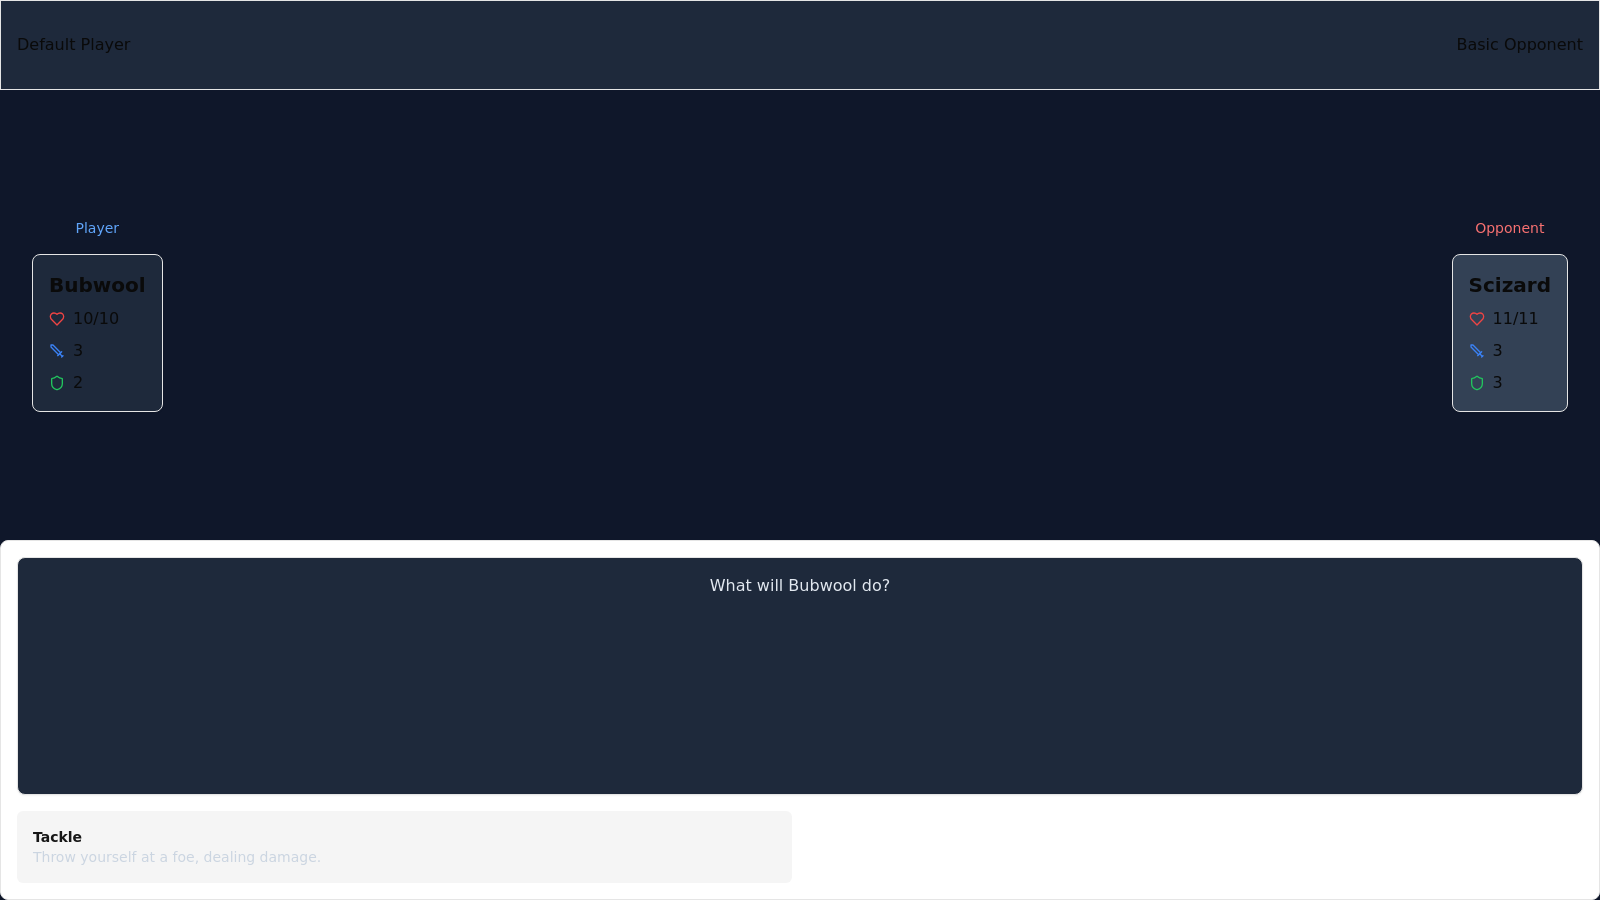 Default Player
Basic Opponent
Player
Opponent
Bubwool
10/10
3
2
Scizard
11/11
3
3
What will Bubwool do?
Tackle
Throw yourself at a foe, dealing damage.